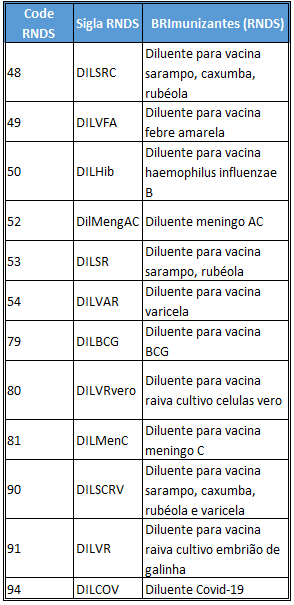 Code RNDS Sigla RNDS BRImunizantes (RNDS)
48 DILSRC Diluente para vacina
sarampo, caxumba,
rubéola
49 DILVFA Diluente para vacina
febre amarela
50 DILHib Diluente para vacina
haemophilus influenzae
B
52 DilMengAC Diluente meningo AC
53 DILSR Diluente para vacina
sarampo, rubéola
54 DILVAR Diluente para vacina
varicela
79 DILBCG Diluente para vacina
BCG
80 DILVRvero Diluente para vacina
raiva cultivo celulas vero
81 DILMenC Diluente para vacina
meningo C
90 DILSCRV Diluente para vacina
sarampo, caxumba,
rubéola e varicela
91 DILVR Diluente para vacina
raiva cultivo embrião de
galinha
94 DILCOV Diluente Covid-19